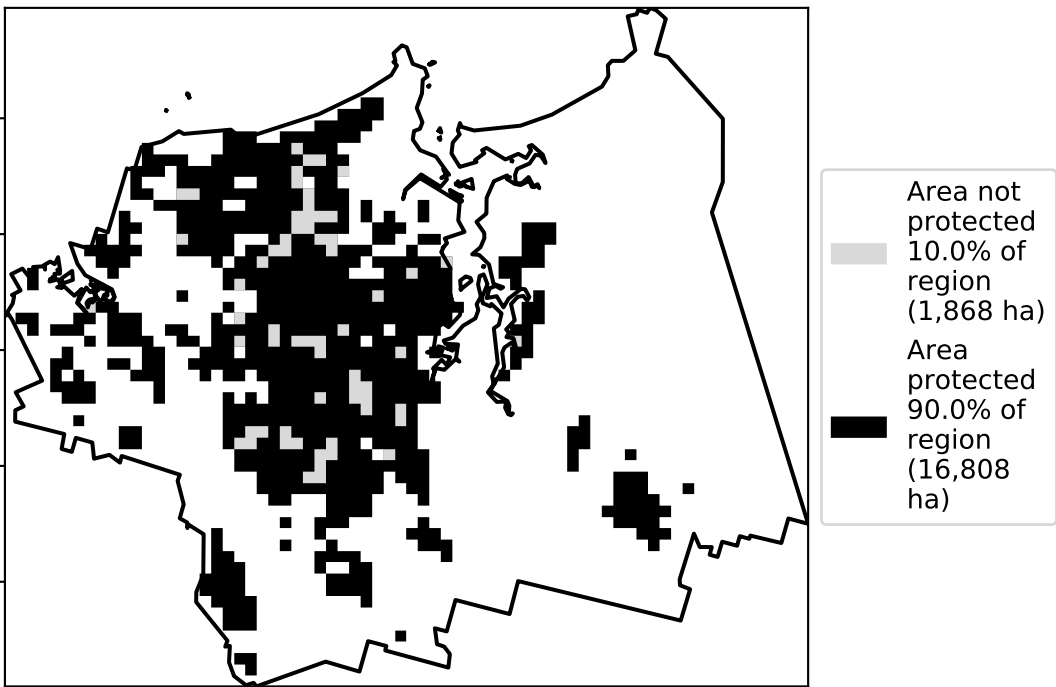 Area not
protected
10.0% of
region
(1,868 ha)
Area
protected
90.0% of
region
(16,808
ha)